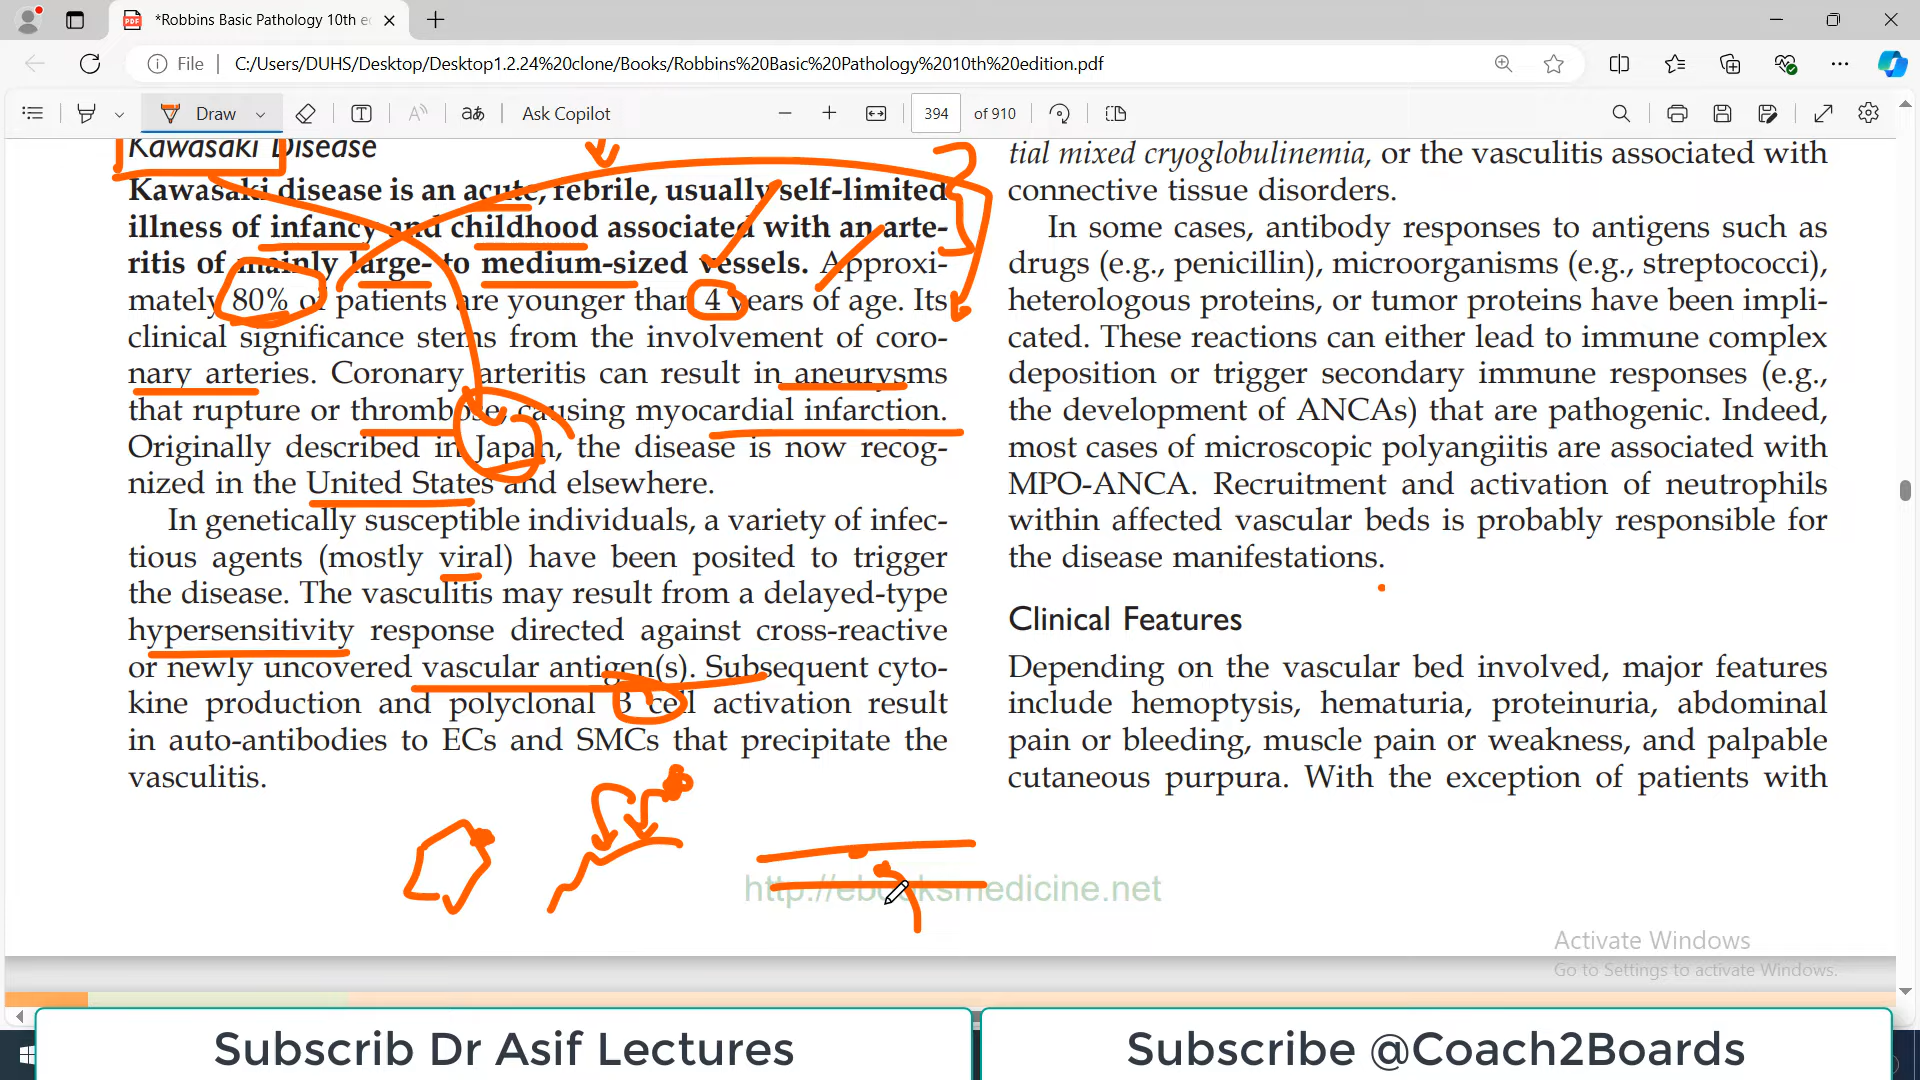 *Robbins Basic Pathology 10th e
File
C:/Users/DUHS/Desktop/Desktop1.2.24%20clone/Books/Robbins%20Basic%20Pathology%2010th%20edition.pdf
Draw
Ask Copilot
394 of 910
Kawasaki Disease
Kawasaki disease is an acute, febrile, usually self-limited
illness of infancy and childhood associated with an arte-
ritis of mainly large- to medium-sized vessels. Approxi-
mately 80% of patients are younger than 4 years of age. Its
clinical significance stems from the involvement of coro-
nary arteries. Coronary arteritis can result in aneurysms
that rupture or thrombose, causing myocardial infarction.
Originally described in Japan, the disease is now recog-
nized in the United States and elsewhere.
In genetically susceptible individuals, a variety of infec-
tious agents (mostly viral) have been posited to trigger
the disease. The vasculitis may result from a delayed-type
hypersensitivity response directed against cross-reactive
or newly uncovered vascular antigen(s). Subsequent cyto-
kine production and polyclonal B cell activation result
in auto-antibodies to ECs and SMCs that precipitate the
vasculitis.
tial mixed cryoglobulinemia, or the vasculitis associated with
connective tissue disorders.
In some cases, antibody responses to antigens such as
drugs (e.g., penicillin), microorganisms (e.g., streptococci),
heterologous proteins, or tumor proteins have been impli-
cated. These reactions can either lead to immune complex
deposition or trigger secondary immune responses (e.g.,
the development of ANCAs) that are pathogenic. Indeed,
most cases of microscopic polyangiitis are associated with
MPO-ANCA. Recruitment and activation of neutrophils
within affected vascular beds is probably responsible for
the disease manifestations.
Clinical Features
Depending on the vascular bed involved, major features
include hemoptysis, hematuria, proteinuria, abdominal
pain or bleeding, muscle pain or weakness, and palpable
cutaneous purpura. With the exception of patients with
http://ebooksmedicine.net
Activate Windows
Go to Settings to activate Windows.
Subscrib Dr Asif Lectures
Subscribe @Coach2Boards